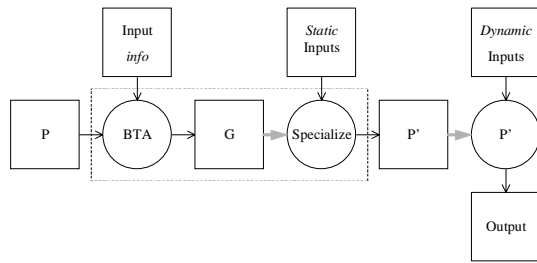 Input
info
Static
Inputs
Dynamic
Inputs
P
BTA
G
Specialize
P'
P'
Output